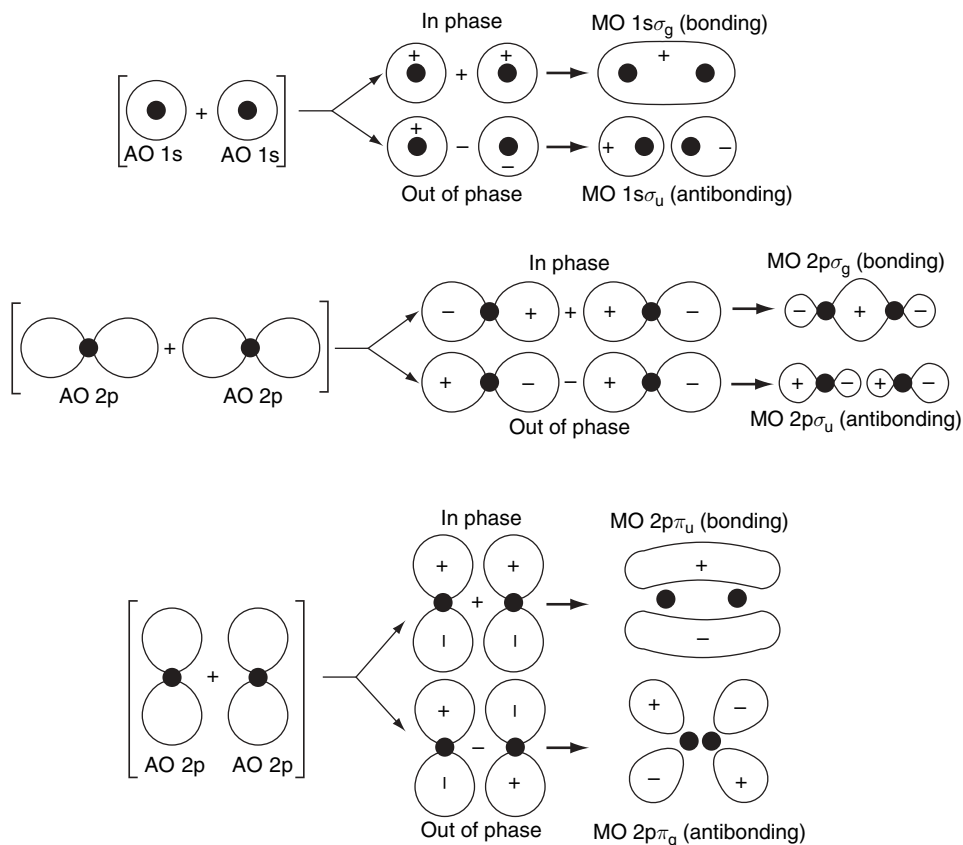 In phase
MO 1sσg (bonding)
+ + + +
[AO 1s + AO 1s]
+ − − + −
Out of phase
MO 1sσu (antibonding)
In phase
MO 2pσg (bonding)
− + + + − − + −
[AO 2p + AO 2p]
+ − − + − + − + −
Out of phase
MO 2pσu (antibonding)
In phase
MO 2pπu (bonding)
+ + +
+
− − −
[AO 2p + AO 2p]
+ − + −
−
− + − +
Out of phase
MO 2pπg (antibonding)